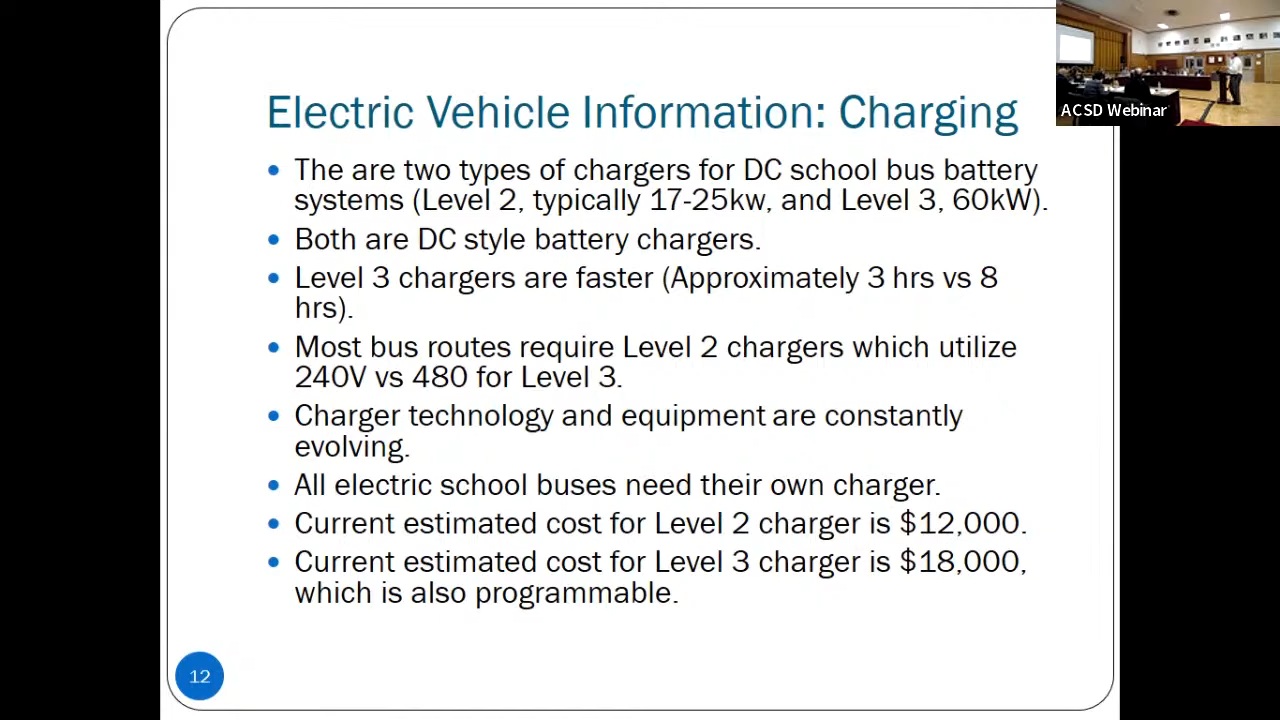 Electric Vehicle Information: Charging
ACSD Webinar
• The are two types of chargers for DC school bus battery
systems (Level 2, typically 17-25kw, and Level 3, 60kW).
• Both are DC style battery chargers.
• Level 3 chargers are faster (Approximately 3 hrs vs 8
hrs).
• Most bus routes require Level 2 chargers which utilize
240V vs 480 for Level 3.
• Charger technology and equipment are constantly
evolving.
• All electric school buses need their own charger.
• Current estimated cost for Level 2 charger is $12,000.
• Current estimated cost for Level 3 charger is $18,000,
which is also programmable.
12